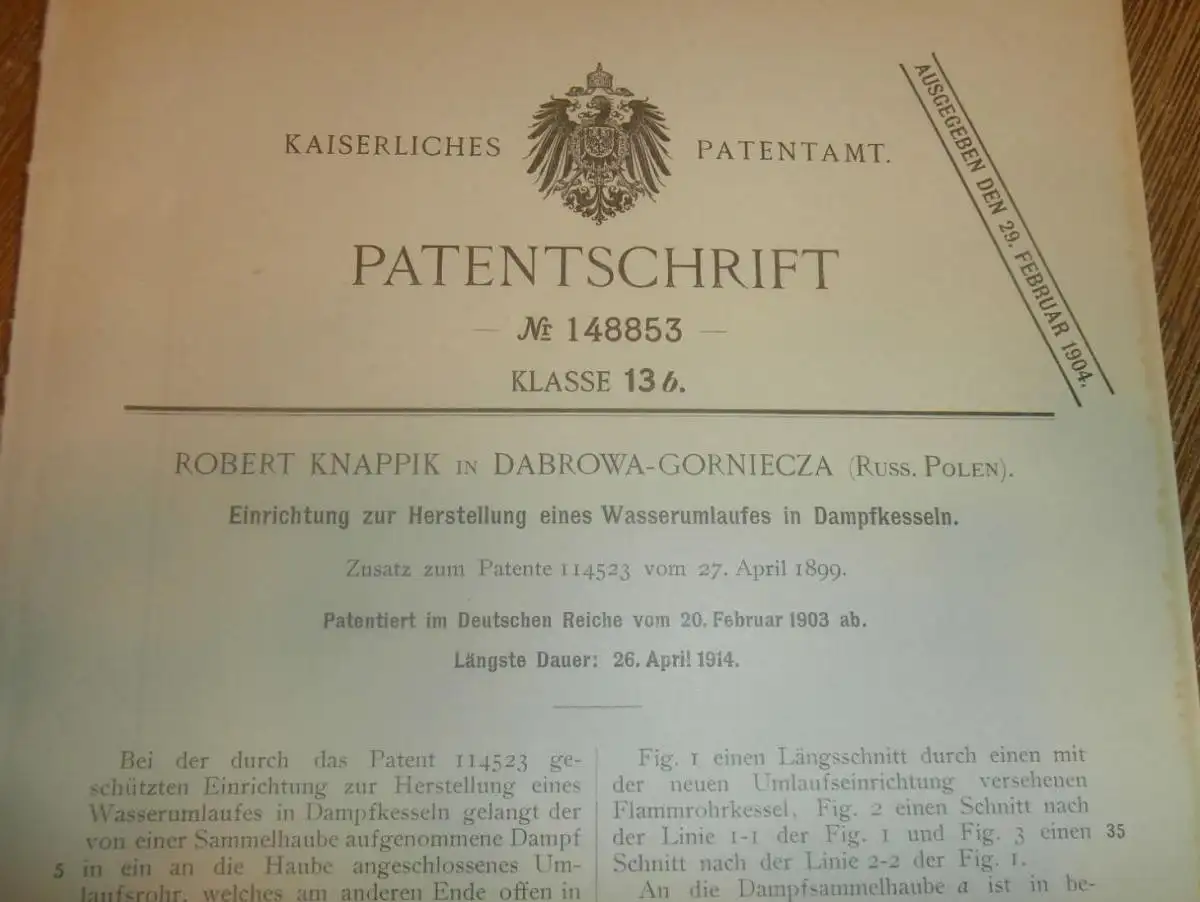 KAISERLICHES PATENTAMT.
AUSGEGEBEN DEN 29. FEBRUAR 1904.
PATENTSCHRIFT
— № 148853 —
KLASSE 13 b.
ROBERT KNAPPIK IN DABROWA-GORNIECZA (RUSS. POLEN).
Einrichtung zur Herstellung eines Wasserumlaufes in Dampfkesseln.
Zusatz zum Patente 114523 vom 27. April 1899.
Patentiert im Deutschen Reiche vom 20. Februar 1903 ab.
Längste Dauer: 26. April 1914.
Bei der durch das Patent 114523 ge-
schützten Einrichtung zur Herstellung eines
Wasserumlaufes in Dampfkesseln gelangt der
von einer Sammelhaube aufgenommene Dampf
5 in ein an die Haube angeschlossenes Um-
laufsrohr, welches am anderen Ende offen in
Fig. 1 einen Längsschnitt durch einen mit
der neuen Umlaufseinrichtung versehenen
Flammrohrkessel, Fig. 2 einen Schnitt nach
der Linie 1-1 der Fig. 1 und Fig. 3 einen 35
Schnitt nach der Linie 2-2 der Fig. 1.
An die Dampfsammelhaube a ist in be-